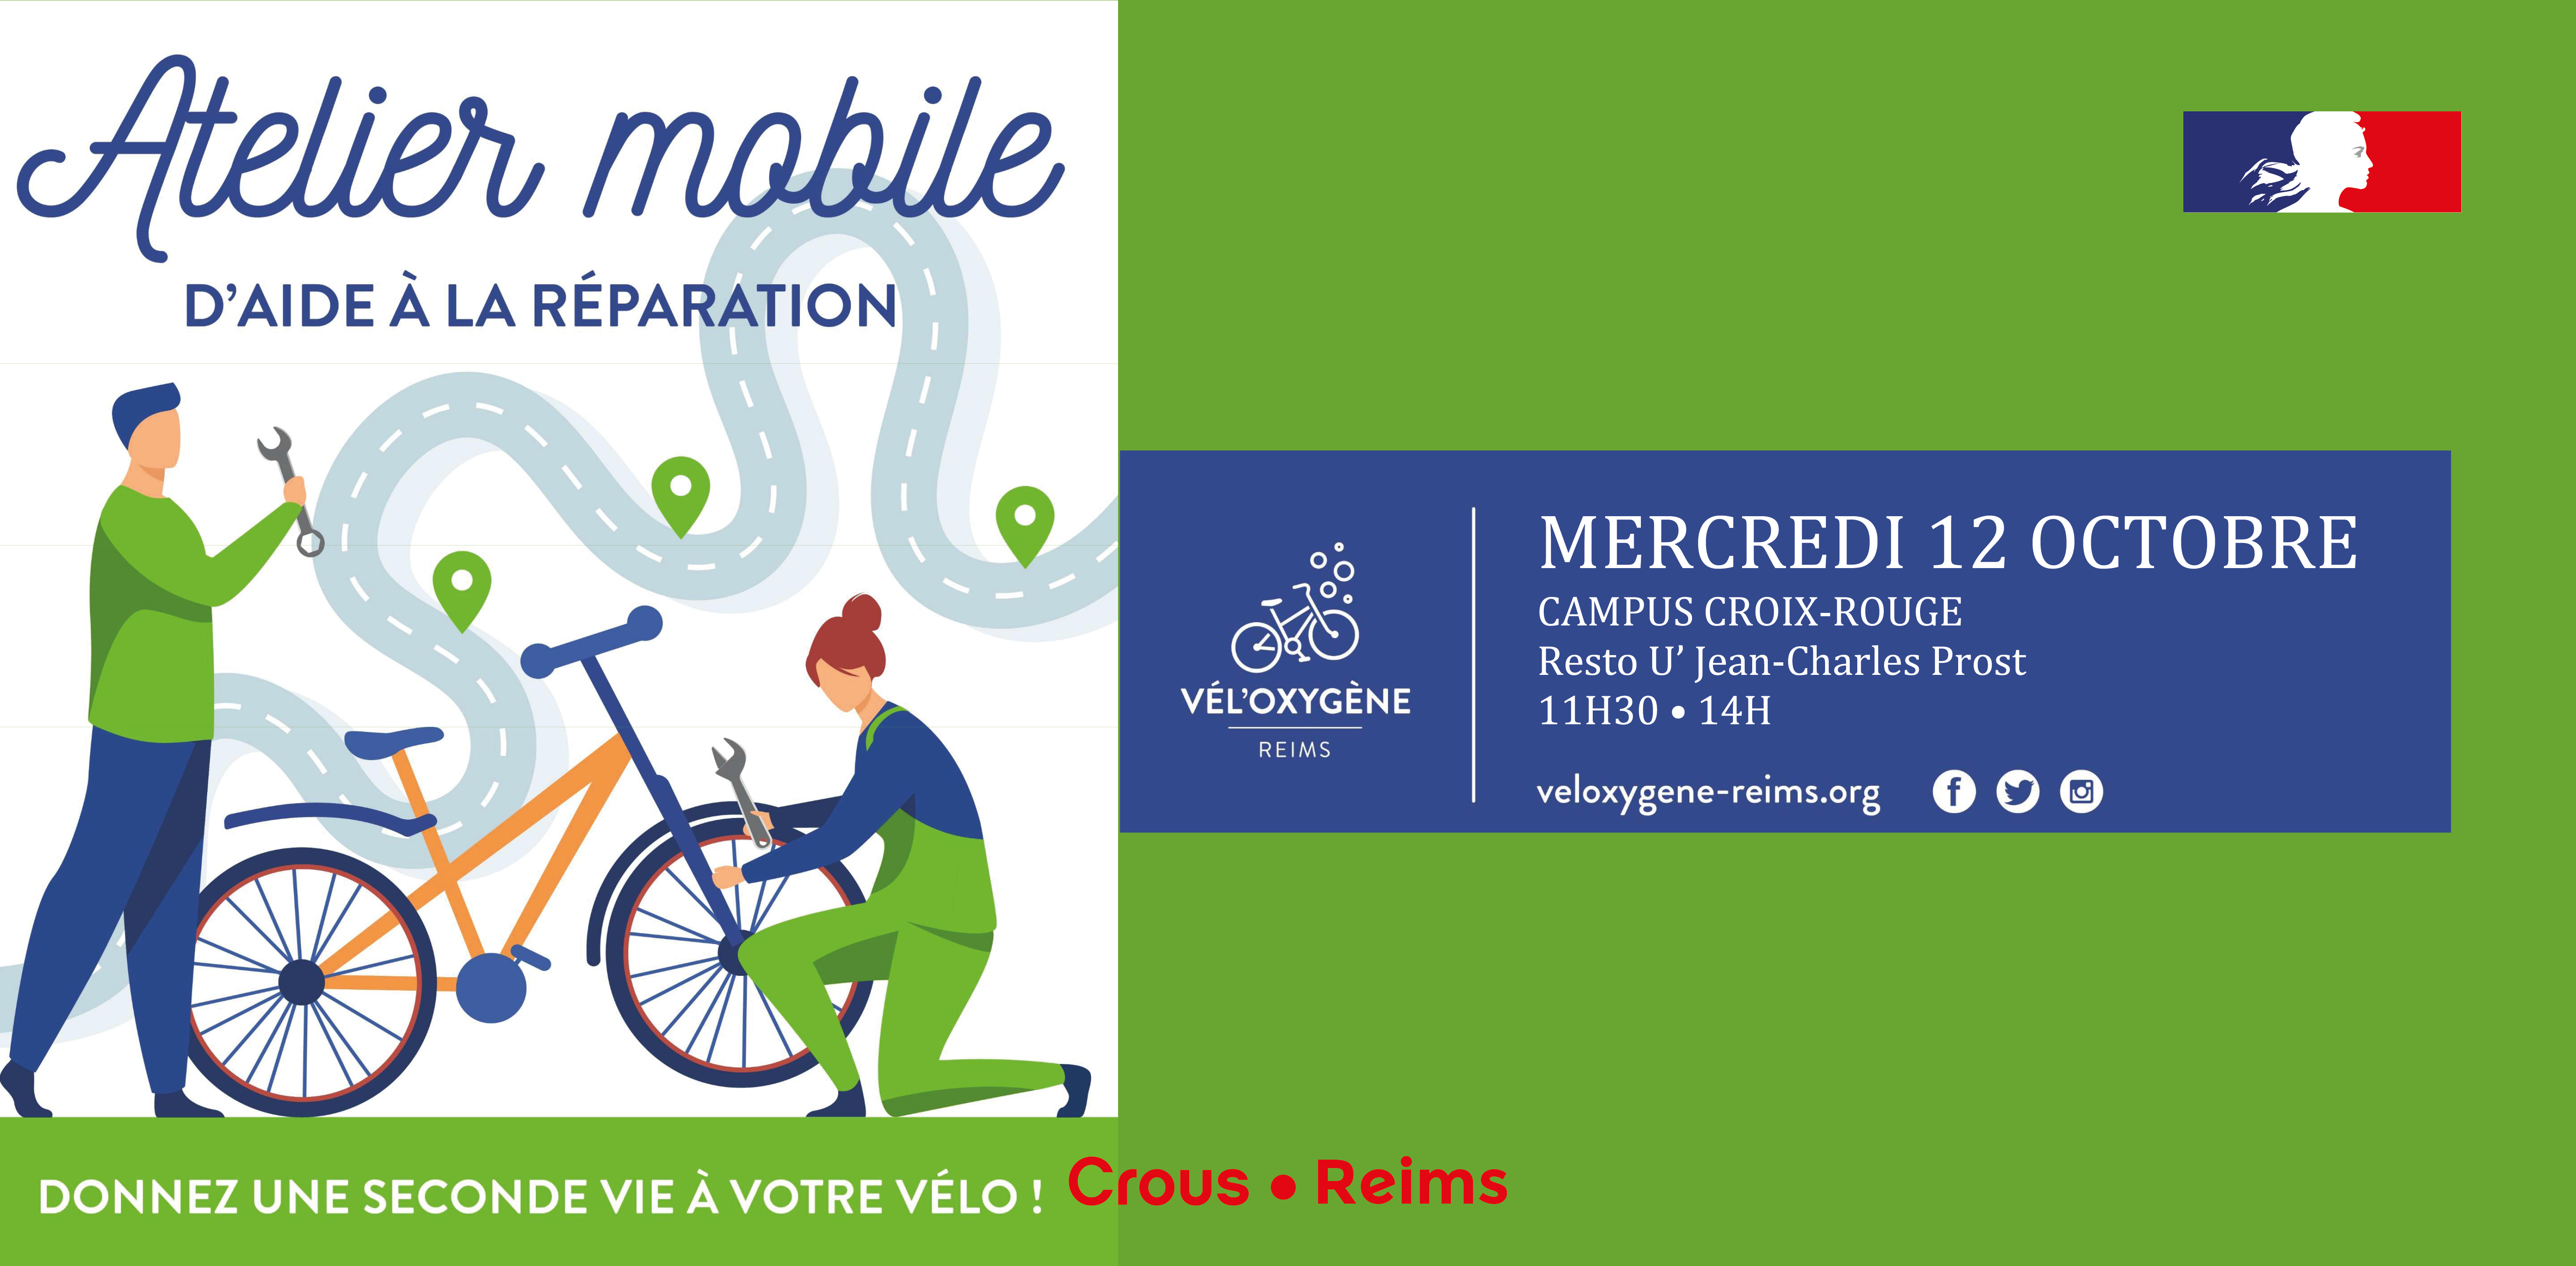 Atelier mobile
D'AIDE À LA RÉPARATION
DONNEZ UNE SECONDE VIE À VOTRE VÉLO !
Crous • Reims
VÉL'OXYGÈNE
REIMS
MERCREDI 12 OCTOBRE
CAMPUS CROIX-ROUGE
Resto U' Jean-Charles Prost
11H30 • 14H
veloxygene-reims.org